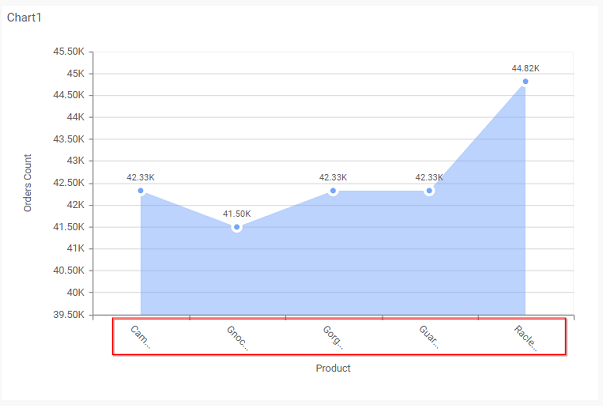 Chart1
45.50K
45K
44.50K
44K
43.50K
43K
42.50K
42K
41.50K
41K
40.50K
40K
39.50K
Orders Count
42.33K
41.50K
42.33K
42.33K
44.82K
Cam...
Gnoc...
Gorg...
Guar...
Racle...
Product